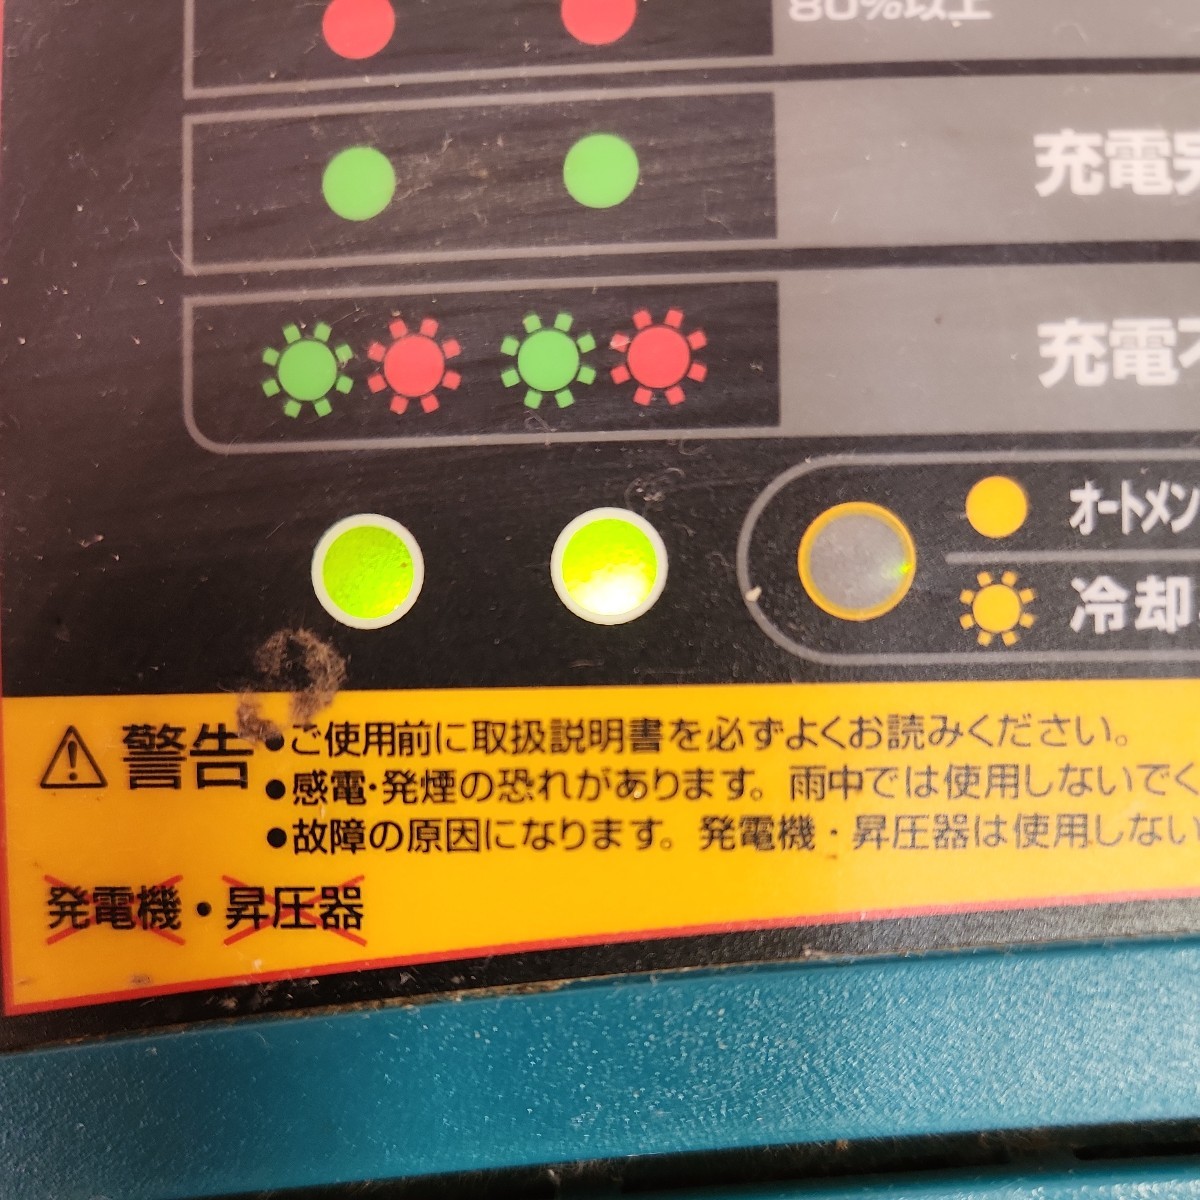 80%以上
充電完
充電不
オートメン
冷却
警告
●ご使用前に取扱説明書を必ずよくお読みください。
●感電・発煙の恐れがあります。雨中では使用しないでく
●故障の原因になります。発電機・昇圧器は使用しない
発電機・昇圧器